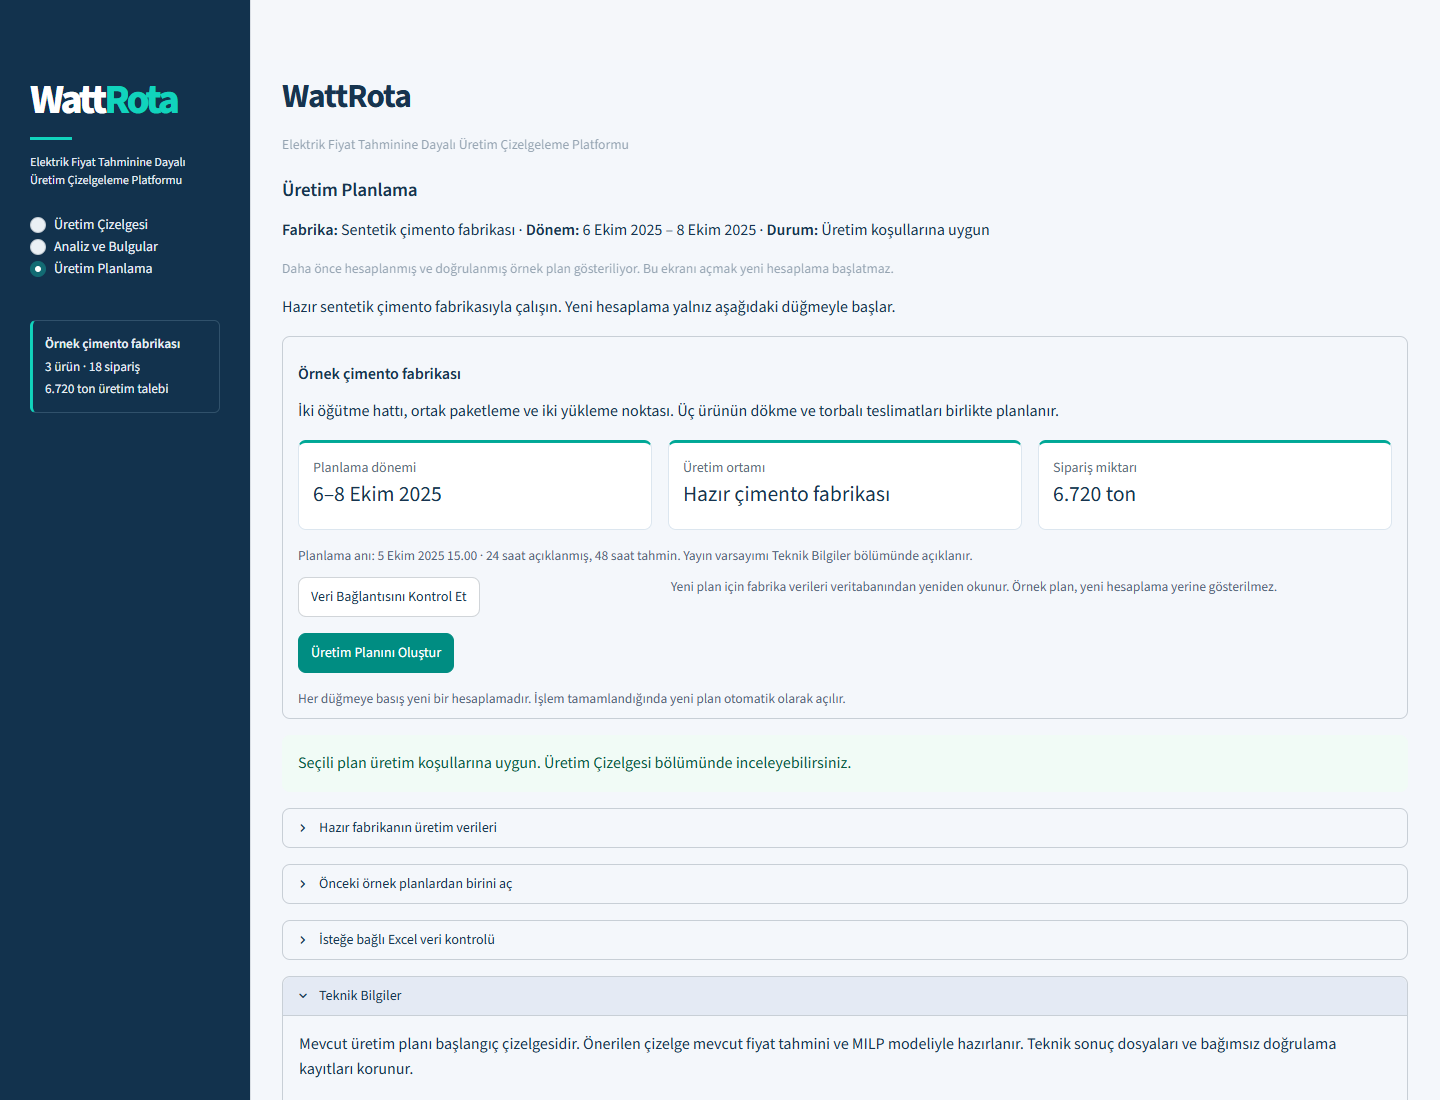 WattRota
Elektrik Fiyat Tahminine Dayalı
Üretim Çizelgeleme Platformu
Üretim Çizelgesi
Analiz ve Bulgular
Üretim Planlama
Örnek çimento fabrikası
3 ürün · 18 sipariş
6.720 ton üretim talebi
WattRota
Elektrik Fiyat Tahminine Dayalı Üretim Çizelgeleme Platformu
Üretim Planlama
Fabrika: Sentetik çimento fabrikası · Dönem: 6 Ekim 2025 – 8 Ekim 2025 · Durum: Üretim koşullarına uygun
Daha önce hesaplanmış ve doğrulanmış örnek plan gösteriliyor. Bu ekranı açmak yeni hesaplama başlatmaz.
Hazır sentetik çimento fabrikasıyla çalışın. Yeni hesaplama yalnız aşağıdaki düğmeyle başlar.
Örnek çimento fabrikası
İki öğütme hattı, ortak paketleme ve iki yükleme noktası. Üç ürünün dökme ve torbalı teslimatları birlikte planlanır.
Planlama dönemi
6–8 Ekim 2025
Üretim ortamı
Hazır çimento fabrikası
Sipariş miktarı
6.720 ton
Planlama anı: 5 Ekim 2025 15.00 · 24 saat açıklanmış, 48 saat tahmin. Yayın varsayımı Teknik Bilgiler bölümünde açıklanır.
Veri Bağlantısını Kontrol Et
Yeni plan için fabrika verileri veritabanından yeniden okunur. Örnek plan, yeni hesaplama yerine gösterilmez.
Üretim Planını Oluştur
Her düğmeye basış yeni bir hesaplamadır. İşlem tamamlandığında yeni plan otomatik olarak açılır.
Seçili plan üretim koşullarına uygun. Üretim Çizelgesi bölümünde inceleyebilirsiniz.
Hazır fabrikanın üretim verileri
Önceki örnek planlardan birini aç
İsteğe bağlı Excel veri kontrolü
Teknik Bilgiler
Mevcut üretim planı başlangıç çizelgesidir. Önerilen çizelge mevcut fiyat tahmini ve MILP modeliyle hazırlanır. Teknik sonuç dosyaları ve bağımsız doğrulama
kayıtları korunur.